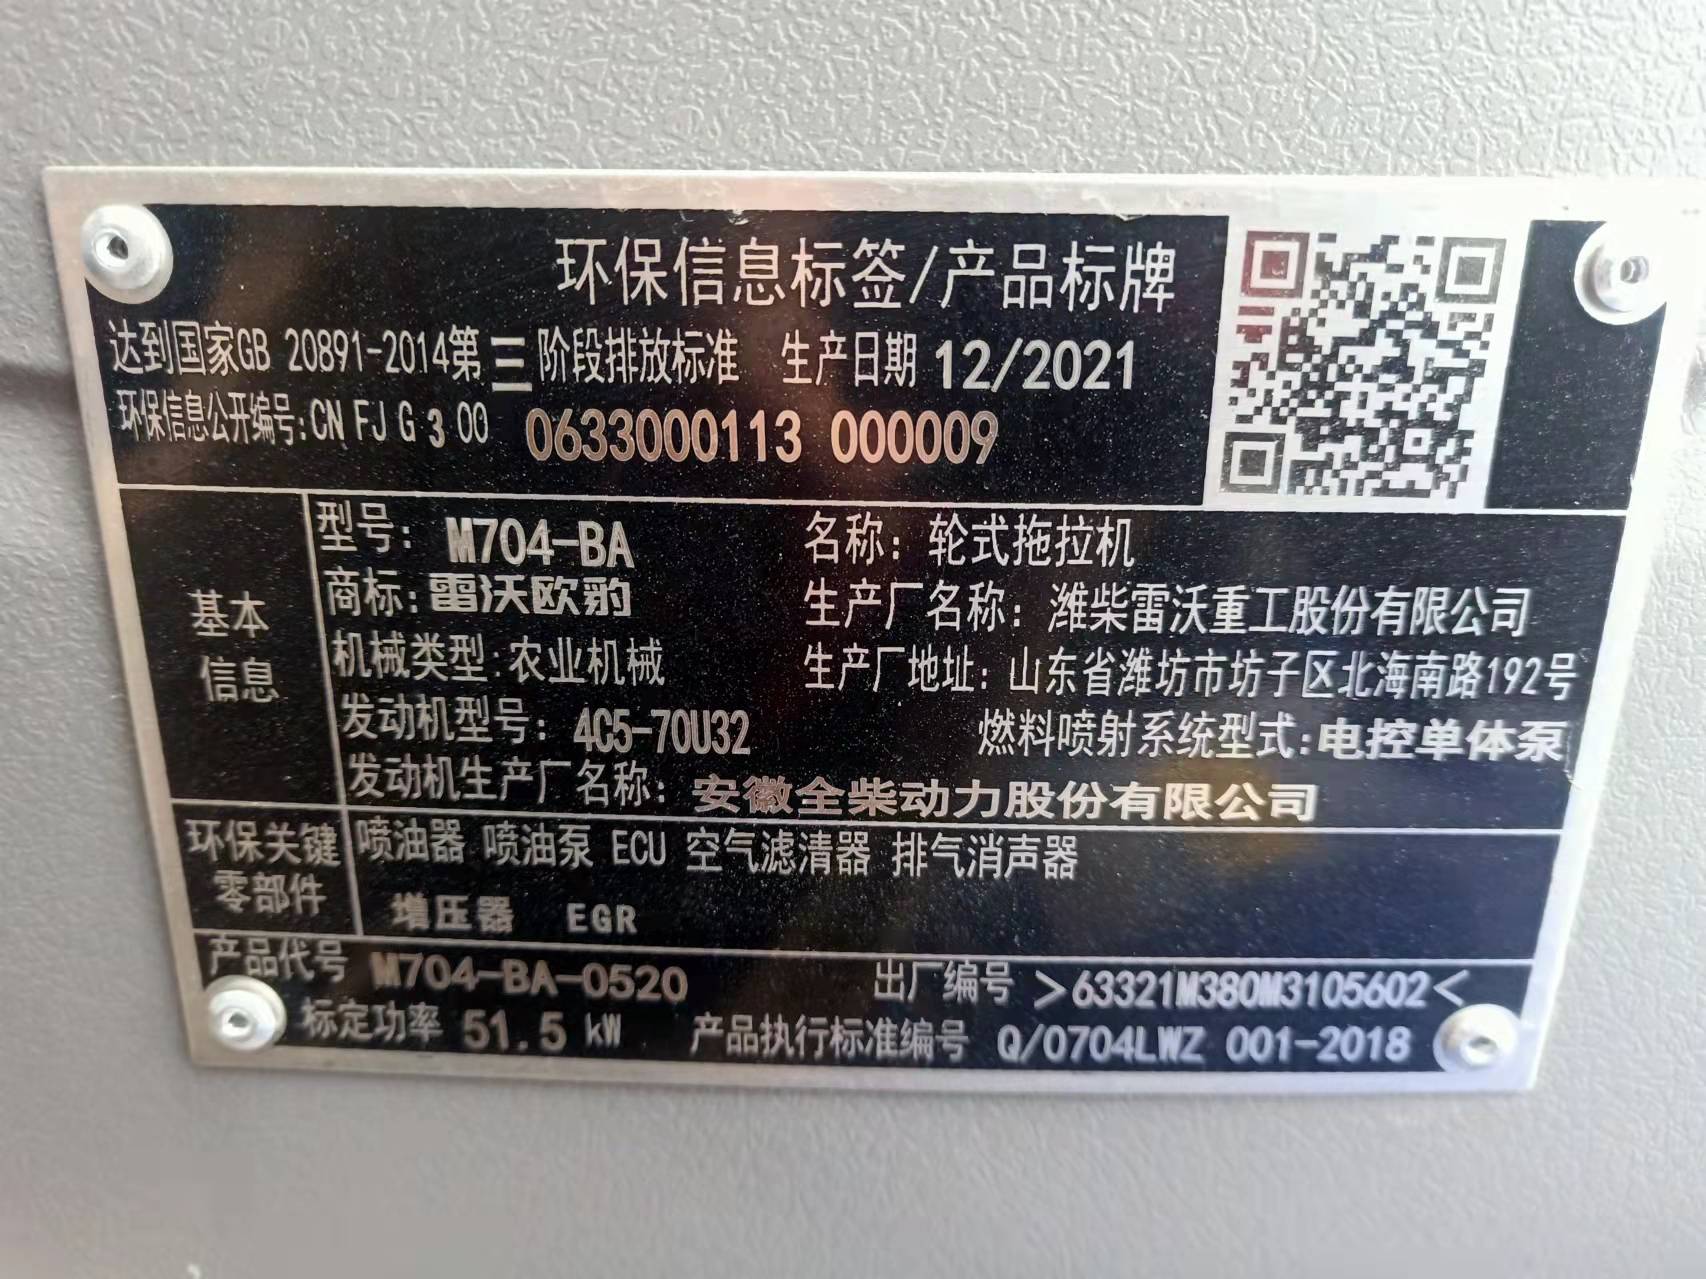 环保信息标签/产品标牌
达到国家GB 20891-2014第三阶段排放标准 生产日期 12/2021
环保信息公开编号:CN FJ G 3 00 0633000113 000009
基本信息
型号: M704-BA 名称: 轮式拖拉机
商标: 雷沃欧豹 生产厂名称: 潍柴雷沃重工股份有限公司
机械类型: 农业机械 生产厂地址: 山东省潍坊市坊子区北海南路192号
发动机型号: 4C5-70U32 燃料喷射系统型式: 电控单体泵
发动机生产厂名称: 安徽全柴动力股份有限公司
环保关键零部件 喷油器 喷油泵 ECU 空气滤清器 排气消声器
增压器 EGR
产品代号 M704-BA-0520 出厂编号 >63321M380M3105602<
标定功率 51.5 kW 产品执行标准编号 Q/0704LWZ 001-2018